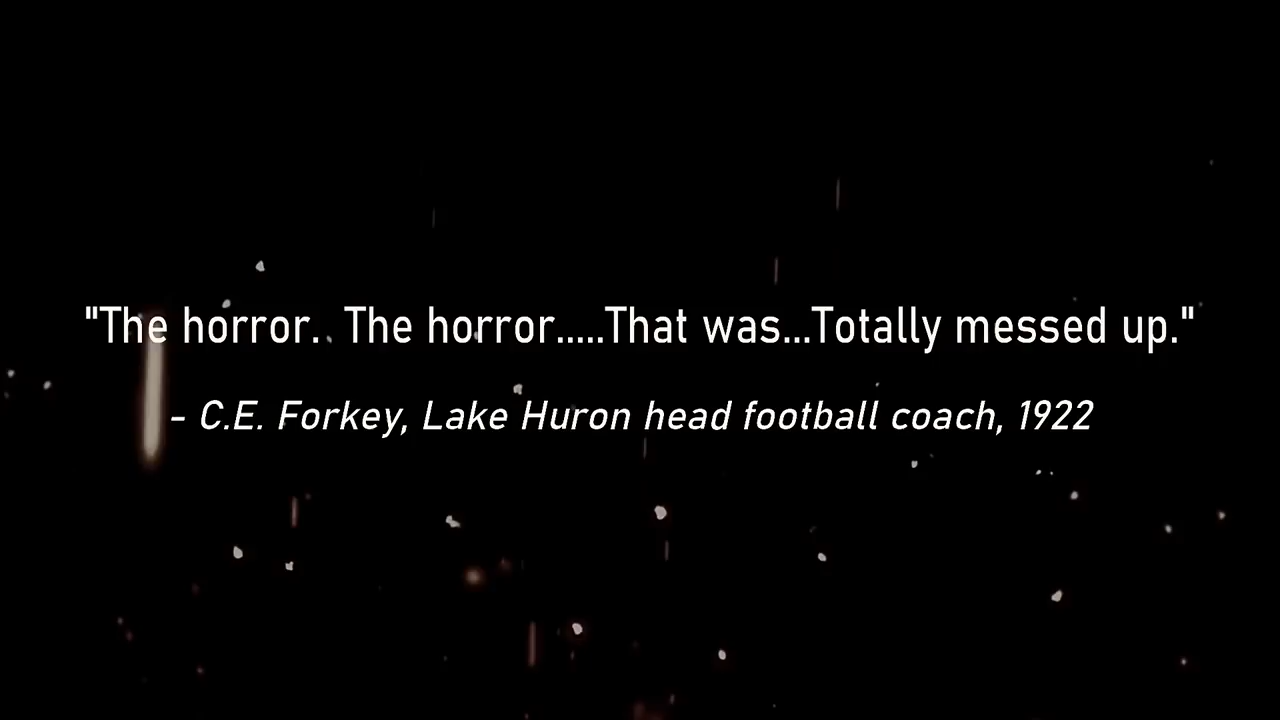 "The horror.. The horror.....That was...Totally messed up."
- C.E. Forkey, Lake Huron head football coach, 1922